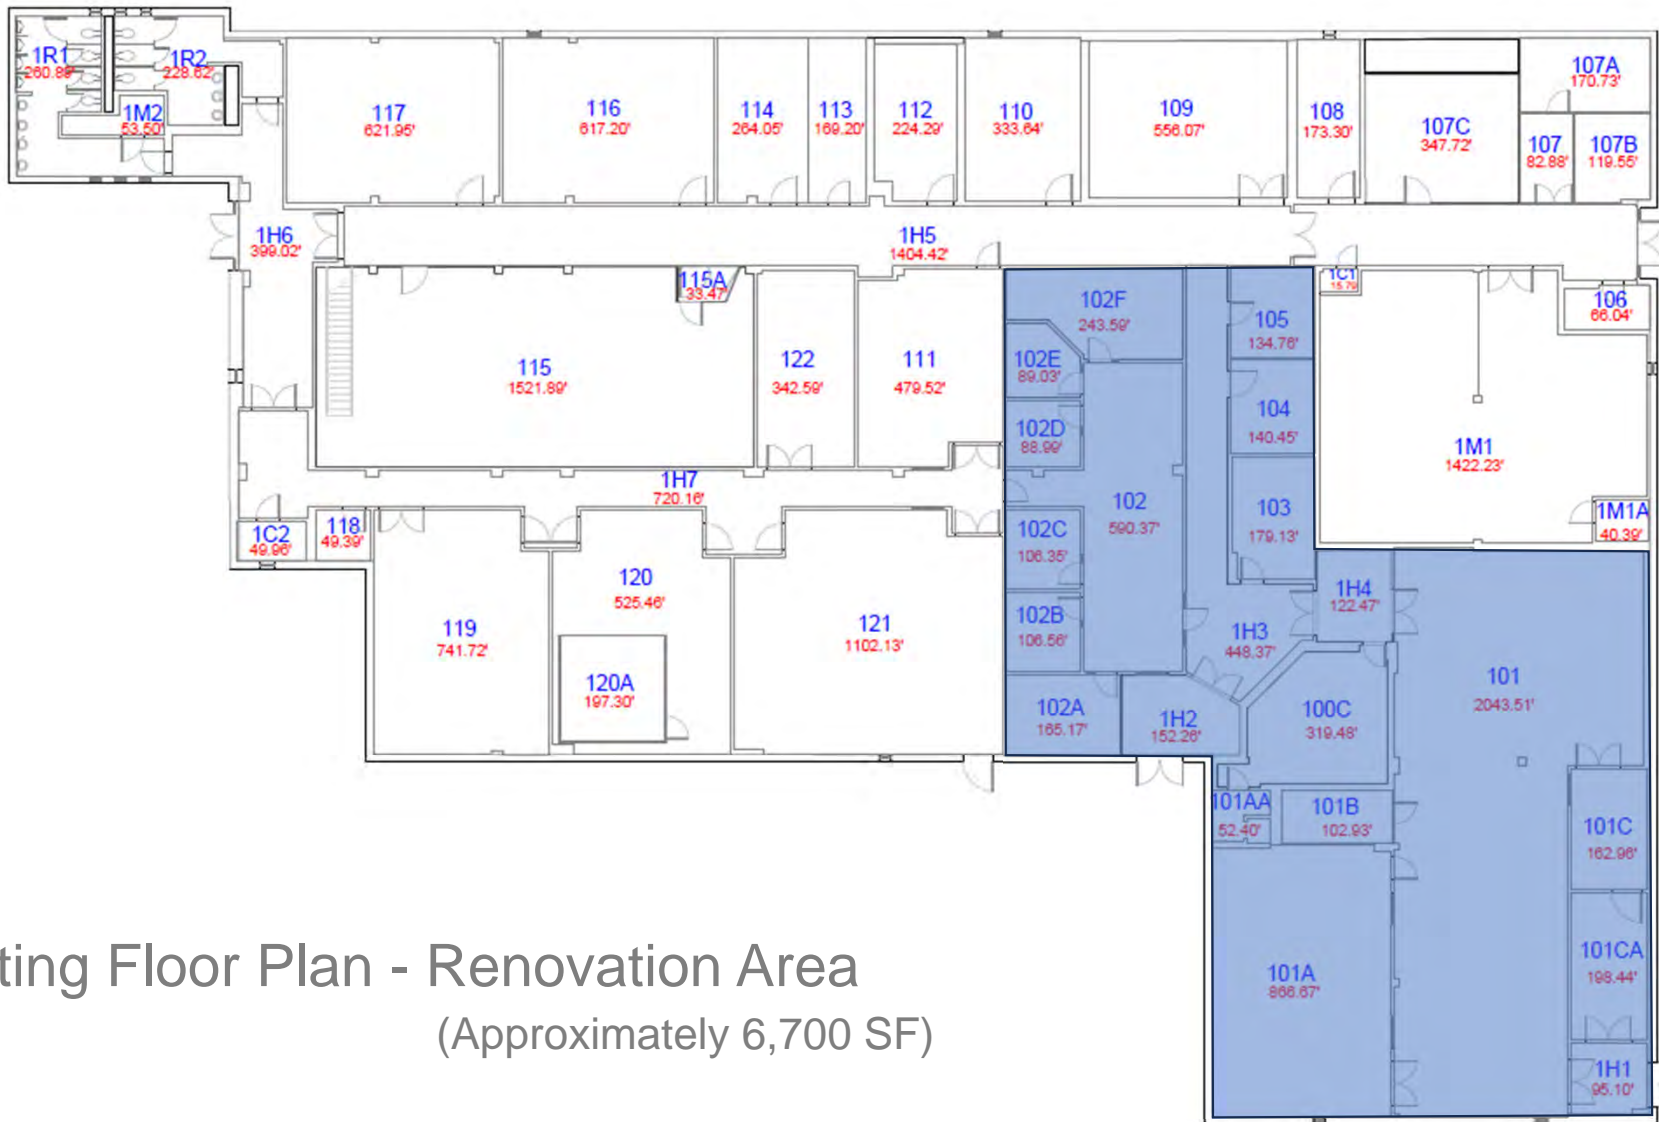 1R1
260.89'
1R2
228.62'
1M2
53.50'
117
621.95'
116
617.20'
114
264.05'
113
169.20'
112
224.29'
110
333.64'
109
556.07'
108
173.30'
107C
347.72'
107A
170.73'
107
82.88'
107B
119.55'
1H6
399.02'
1H5
1404.42'
115A
33.47'
115
1521.89'
122
342.59'
111
479.52'
102F
243.59'
102E
89.03'
102D
88.99'
105
134.76'
104
140.45'
1C1
15.79
106
66.04'
1M1
1422.23'
1M1A
40.39'
1H7
720.16'
1C2
49.96'
118
49.39'
102C
106.35'
102
590.37'
103
179.13'
119
741.72'
120
525.46'
120A
197.30'
121
1102.13'
102B
106.56'
1H4
122.47'
1H3
448.37'
102A
165.17'
1H2
152.26'
100C
319.48'
101
2043.51'
101AA
52.40'
101B
102.93'
101C
162.96'
101A
866.67'
101CA
198.44'
1H1
95.10'
ting Floor Plan - Renovation Area
(Approximately 6,700 SF)